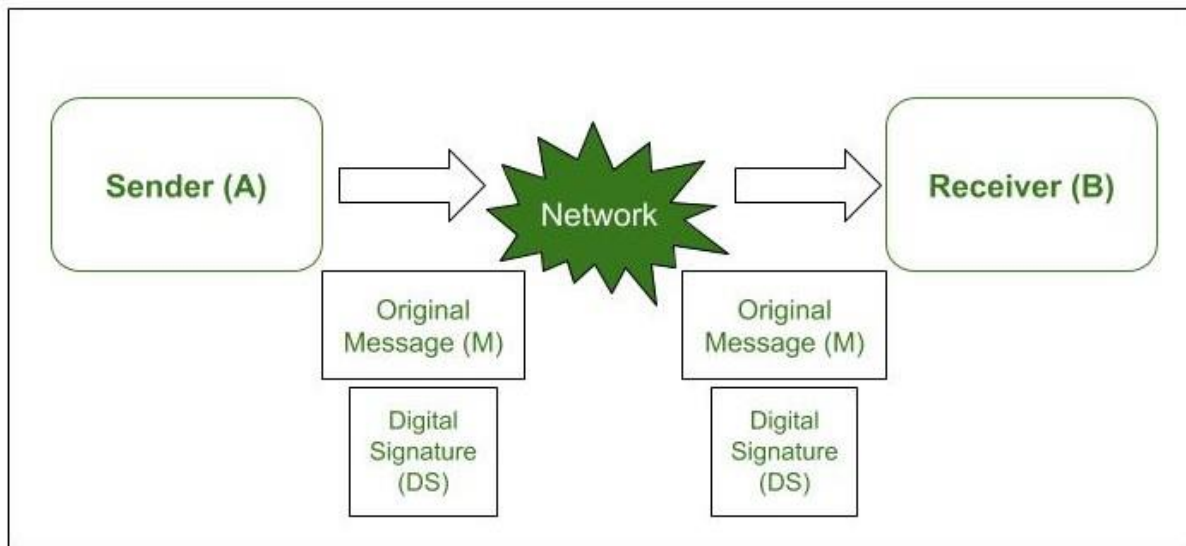 Sender (A)
Network
Receiver (B)
Original
Message (M)
Original
Message (M)
Digital
Signature
(DS)
Digital
Signature
(DS)